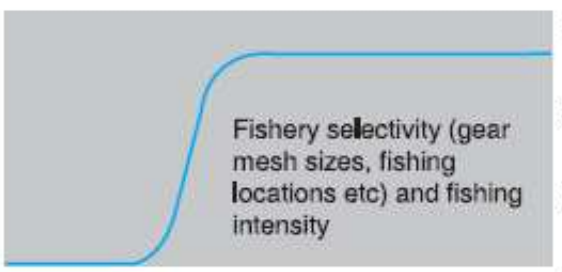 Fishery selectivity (gear
mesh sizes, fishing
locations etc) and fishing
intensity